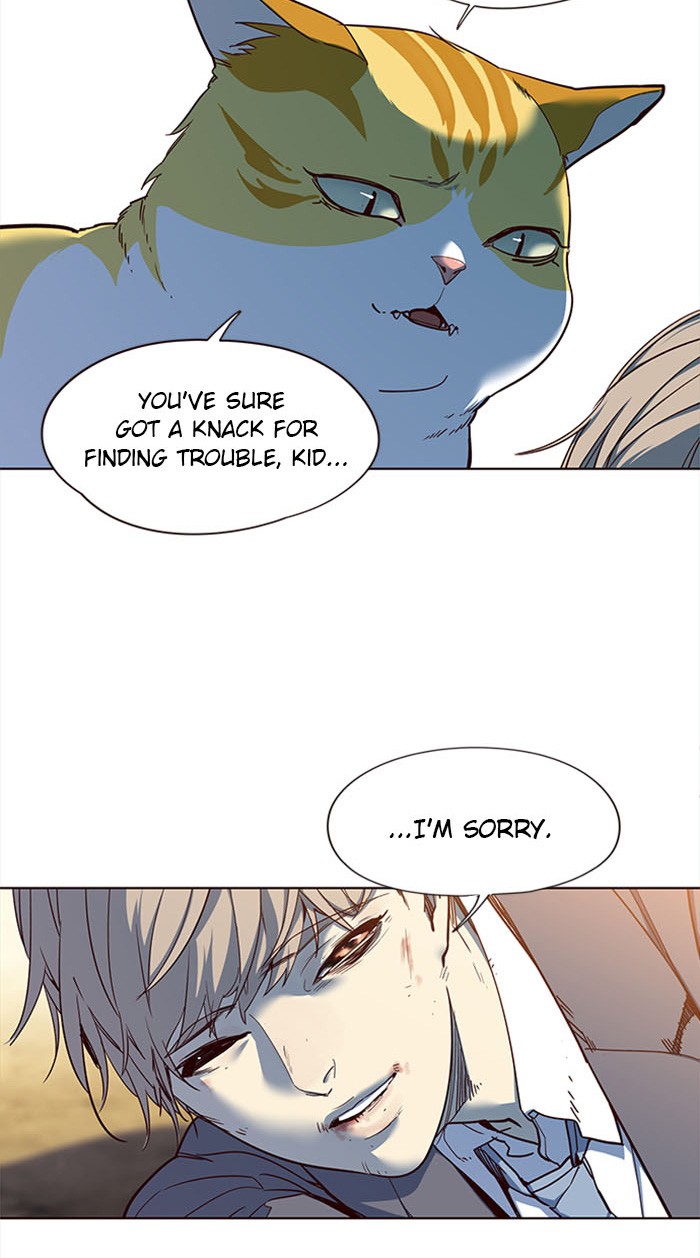 YOU'VE SURE
GOT A KNACK FOR
FINDING TROUBLE, KID...
...I'M SORRY.